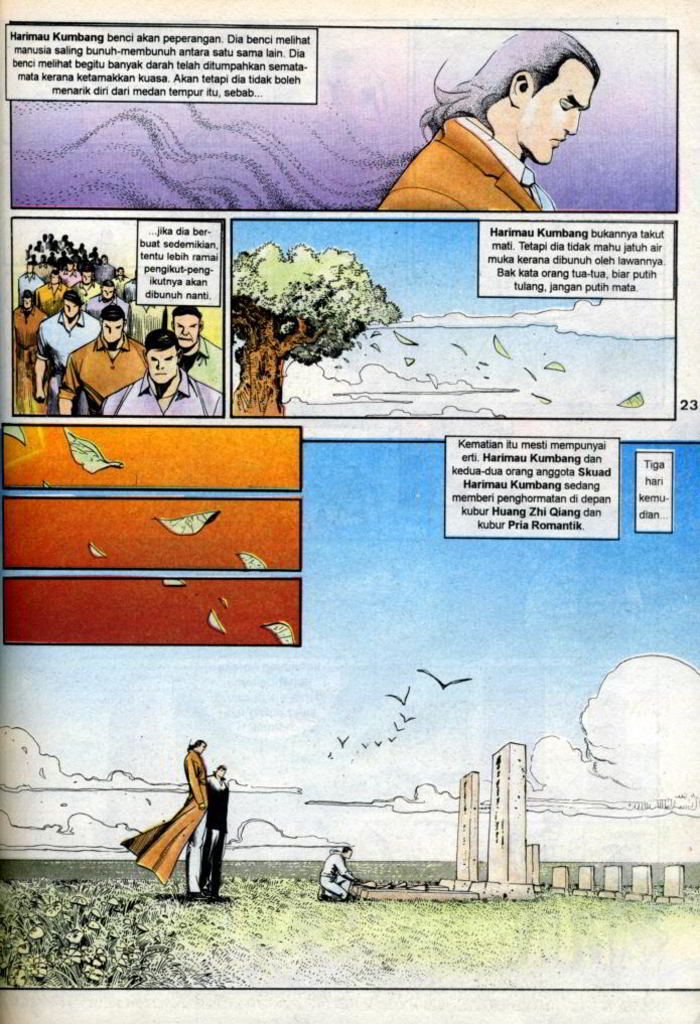 Harimau Kumbang benci akan peperangan. Dia benci melihat
manusia saling bunuh-membunuh antara satu sama lain. Dia
benci melihat begitu banyak darah telah ditumpahkan semata-
mata kerana ketamakkan kuasa. Akan tetapi dia tidak boleh
menarik diri dari medan tempur itu, sebab...
...jika dia ber-
buat sedemikian,
tentu lebih ramai
pengikut-peng-
ikutnya akan
dibunuh nanti.
Harimau Kumbang bukannya takut
mati. Tetapi dia tidak mahu jatuh air
muka kerana dibunuh oleh lawannya.
Bak kata orang tua-tua, biar putih
tulang, jangan putih mata.
23
Kematian itu mesti mempunyai
erti. Harimau Kumbang dan
kedua-dua orang anggota Skuad
Harimau Kumbang sedang
memberi penghormatan di depan
kubur Huang Zhi Qiang dan
kubur Pria Romantik.
Tiga
hari
kemu-
dian...